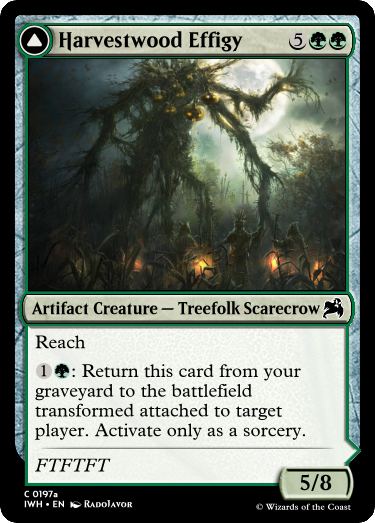 Harvestwood Effigy 5
Artifact Creature — Treefolk Scarecrow
Reach
1: Return this card from your
graveyard to the battlefield
transformed attached to target
player. Activate only as a sorcery.
FTFTFT
5/8
C 0197a
IWH • EN RadoJavor
© Wizards of the Coast